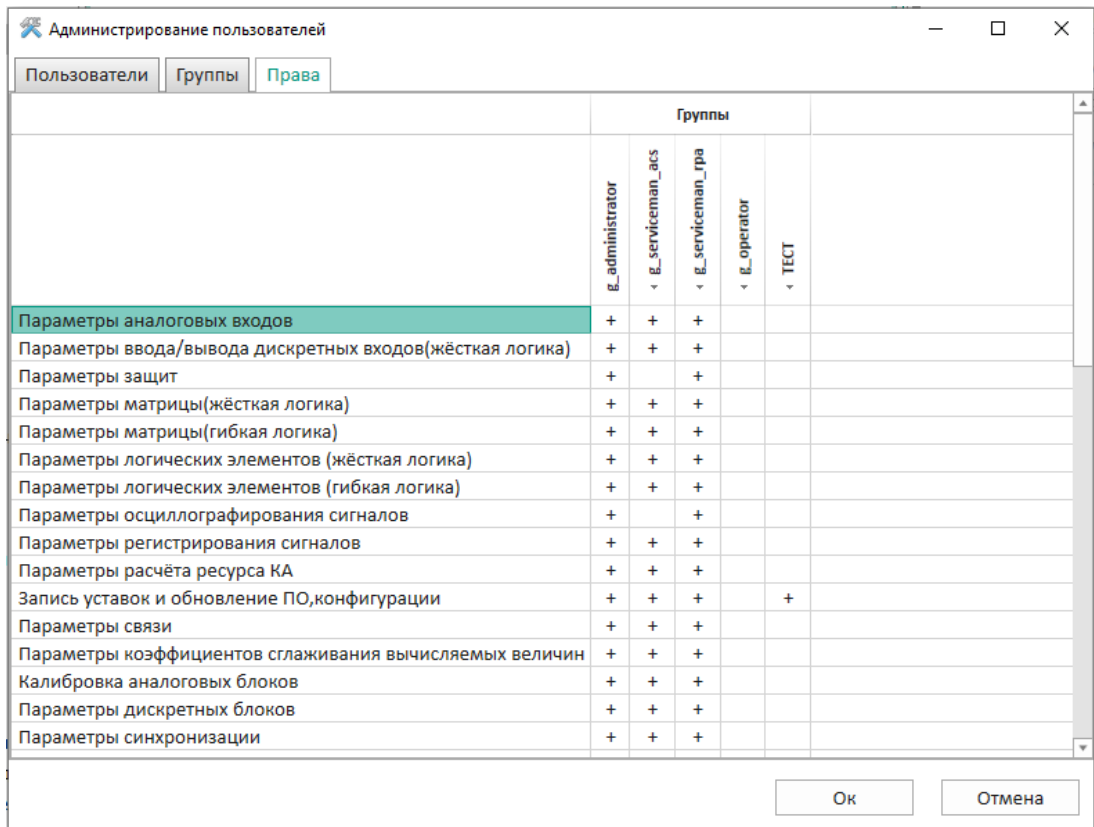 Администрирование пользователей
Пользователи Группы Права
Группы
g_administrator g_serviceman_acs g_serviceman_rpa g_operator ТЕСТ
Параметры аналоговых входов + + +
Параметры ввода/вывода дискретных входов(жёсткая логика) + + +
Параметры защит + +
Параметры матрицы(жёсткая логика) + + +
Параметры матрицы(гибкая логика) + + +
Параметры логических элементов (жёсткая логика) + + +
Параметры логических элементов (гибкая логика) + + +
Параметры осциллографирования сигналов + +
Параметры регистрирования сигналов + + +
Параметры расчёта ресурса КА + + +
Запись уставок и обновление ПО,конфигурации + + + +
Параметры связи + + +
Параметры коэффициентов сглаживания вычисляемых величин + + +
Калибровка аналоговых блоков + + +
Параметры дискретных блоков + + +
Параметры синхронизации + + +
Ок Отмена